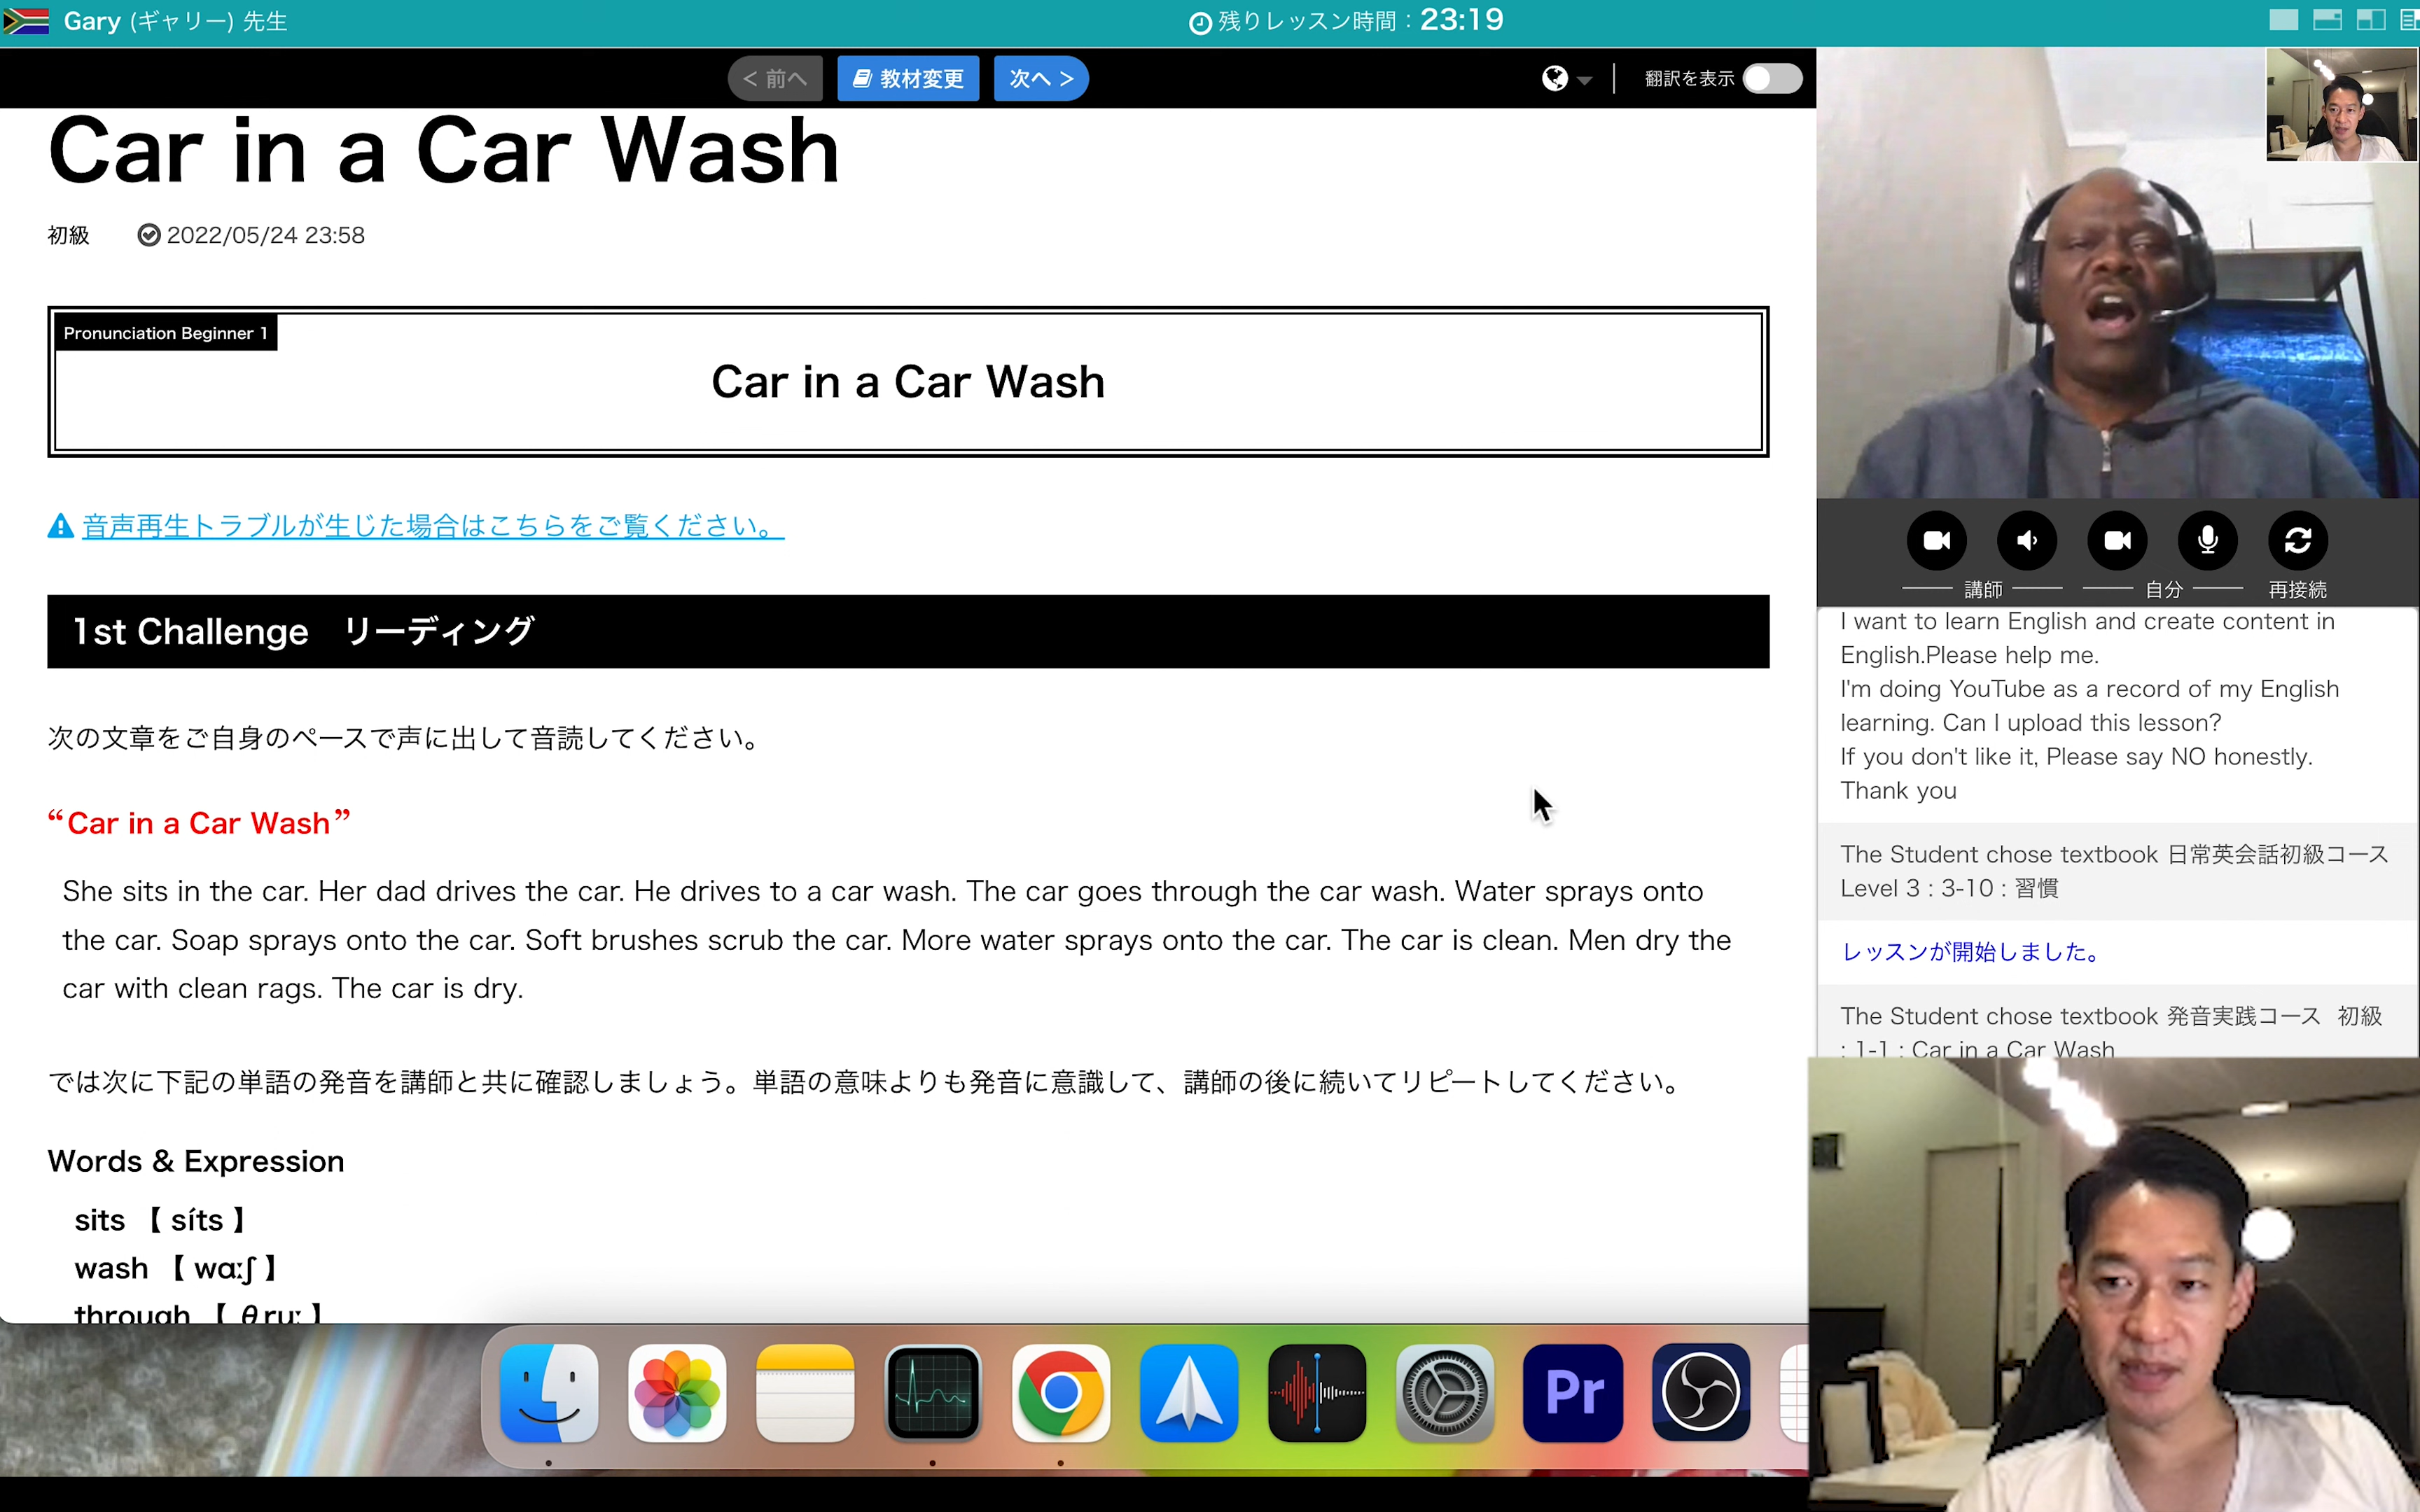 Gary (ギャリー) 先生
残りレッスン時間：23:19
< 前へ
教材変更
次へ >
翻訳を表示
Car in a Car Wash
初級 2022/05/24 23:58
Pronunciation Beginner 1
Car in a Car Wash
音声再生トラブルが生じた場合はこちらをご覧ください。
1st Challenge リーディング
次の文章をご自身のペースで声に出して音読してください。
“Car in a Car Wash”
She sits in the car. Her dad drives the car. He drives to a car wash. The car goes through the car wash. Water sprays onto
the car. Soap sprays onto the car. Soft brushes scrub the car. More water sprays onto the car. The car is clean. Men dry the
car with clean rags. The car is dry.
では次に下記の単語の発音を講師と共に確認しましょう。単語の意味よりも発音に意識して、講師の後に続いてリピートしてください。
Words & Expression
sits 【 síts 】
wash 【 wɑːʃ 】
through 【 θruː 】
講師
自分
再接続
I want to learn English and create content in
English.Please help me.
I'm doing YouTube as a record of my English
learning. Can I upload this lesson?
If you don't like it, Please say NO honestly.
Thank you
The Student chose textbook 日常英会話初級コース
Level 3 : 3-10 : 習慣
レッスンが開始しました。
The Student chose textbook 発音実践コース 初級
: 1-1 : Car in a Car Wash
Pr